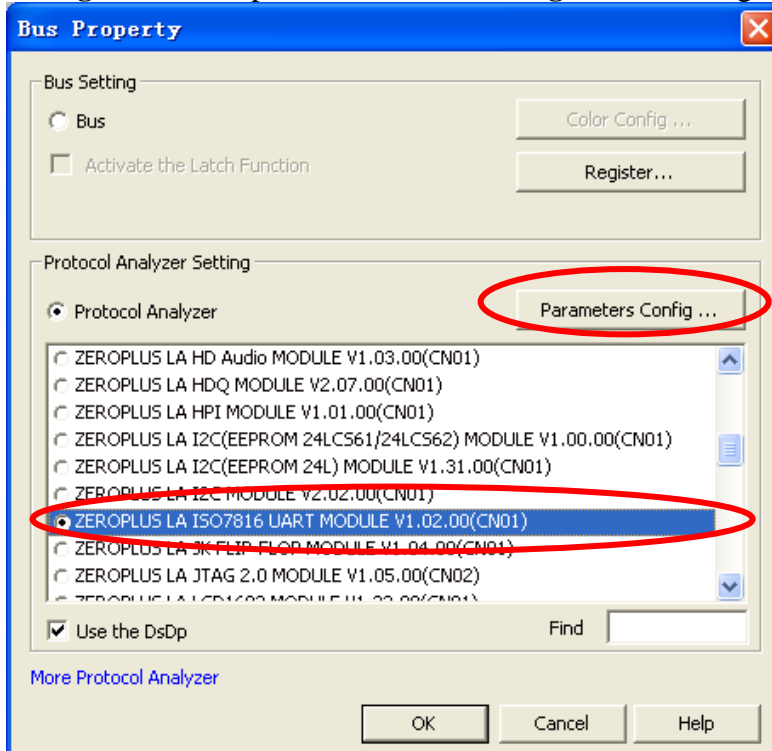 Bus Property
Bus Setting
Bus
Color Config ...
Activate the Latch Function
Register...
Protocol Analyzer Setting
Protocol Analyzer
Parameters Config ...
ZEROPLUS LA HD Audio MODULE V1.03.00(CN01)
ZEROPLUS LA HDQ MODULE V2.07.00(CN01)
ZEROPLUS LA HPI MODULE V1.01.00(CN01)
ZEROPLUS LA I2C(EEPROM 24LCS61/24LCS62) MODULE V1.00.00(CN01)
ZEROPLUS LA I2C(EEPROM 24L) MODULE V1.31.00(CN01)
ZEROPLUS LA I2C MODULE V2.02.00(CN01)
ZEROPLUS LA ISO7816 UART MODULE V1.02.00(CN01)
ZEROPLUS LA JK FLIP-FLOP MODULE V1.04.00(CN01)
ZEROPLUS LA JTAG 2.0 MODULE V1.05.00(CN02)
ZEROPLUS LA LCD1602 MODULE
Use the DsDp
Find
More Protocol Analyzer
OK
Cancel
Help